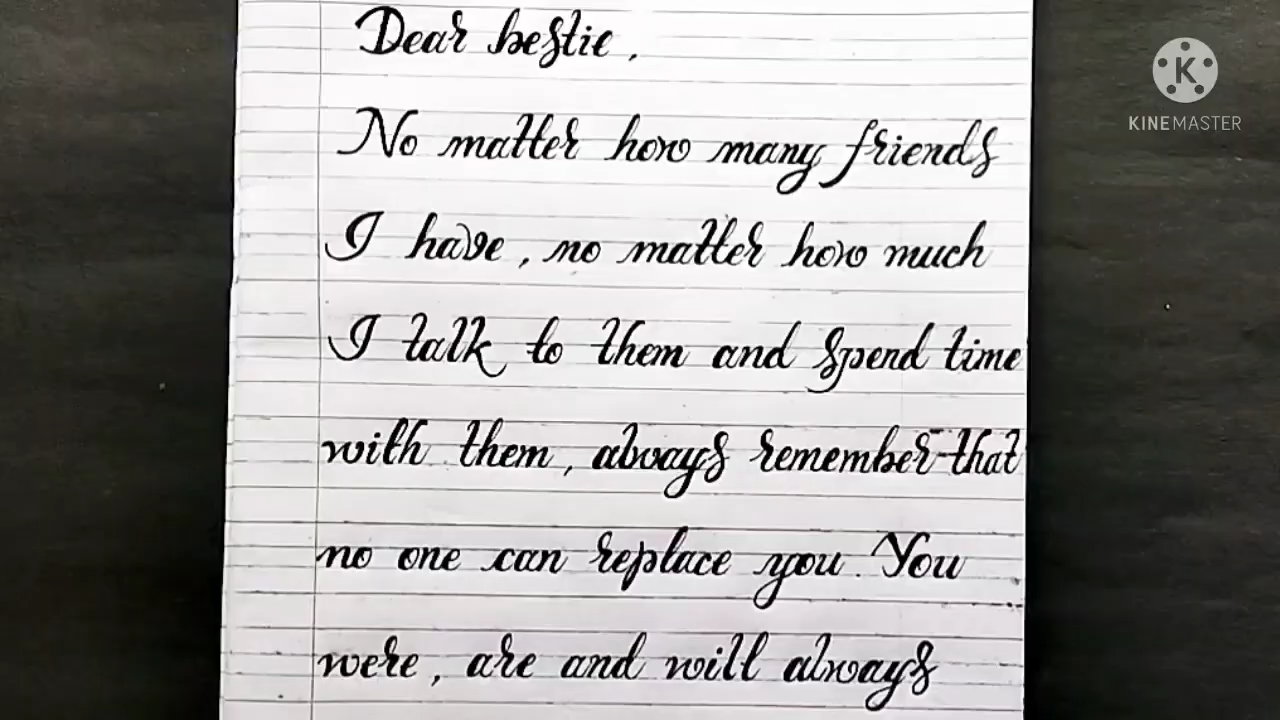 Dear bestie,
No matter how many friends
I have, no matter how much
I talk to them and spend time
with them, always remember that
no one can replace you. You
were, are and will always
K
KINEMASTER